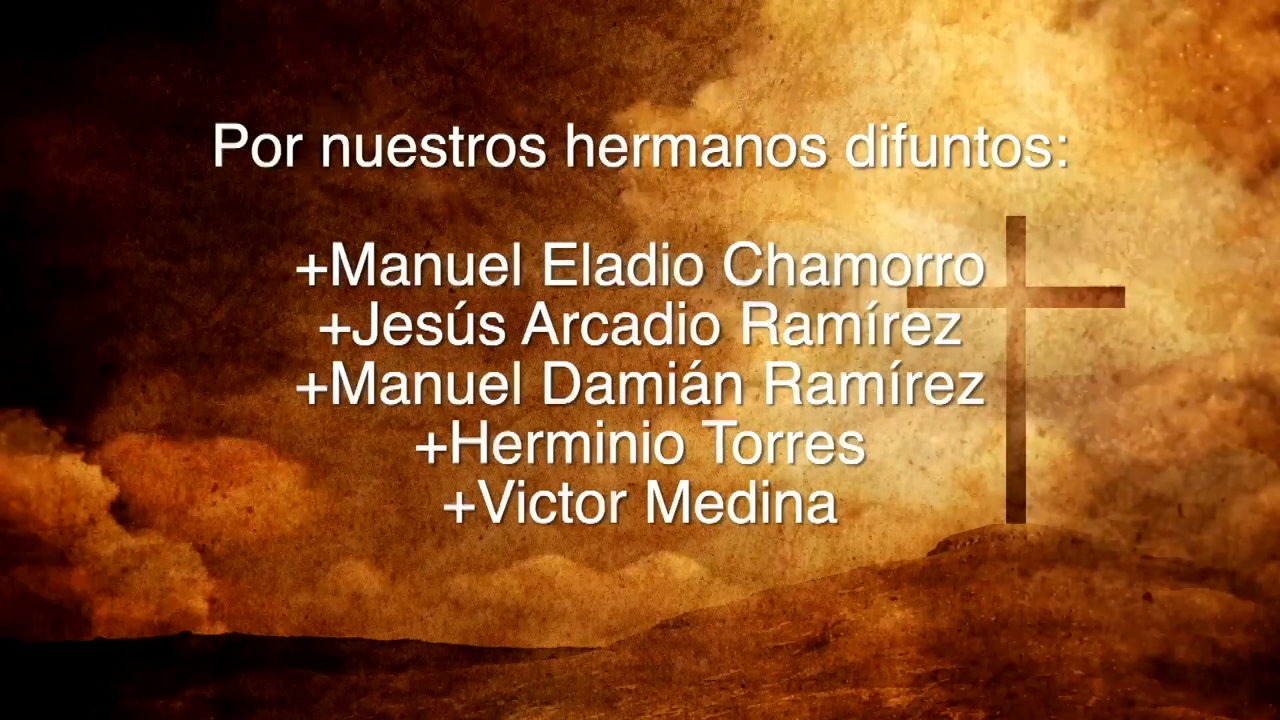 Por nuestros hermanos difuntos:
+Manuel Eladio Chamorro
+Jesús Arcadio Ramírez
+Manuel Damián Ramírez
+Herminio Torres
+Victor Medina